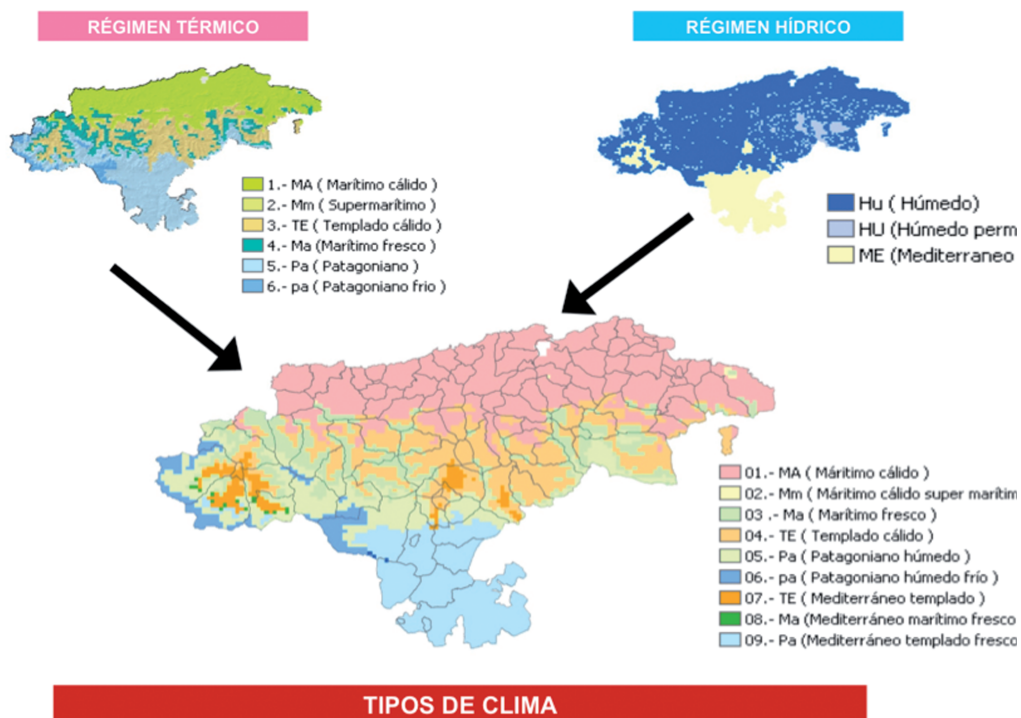 RÉGIMEN TÉRMICO
RÉGIMEN HÍDRICO
1.- MA ( Marítimo cálido )
2.- Mm ( Supermarítimo )
3.- TE ( Templado cálido )
4.- Ma (Marítimo fresco )
5.- Pa ( Patagoniano )
6.- pa ( Patagoniano frio )
Hu ( Húmedo)
HU (Húmedo perm
ME (Mediterraneo
01.- MA ( Máritimo cálido )
02.- Mm ( Máritimo cálido super marítim
03 .- Ma ( Marítimo fresco )
04.- TE ( Templado cálido )
05.- Pa ( Patagoniano húmedo )
06.- pa ( Patagoniano húmedo frío )
07.- TE ( Mediterráneo templado )
08.- Ma (Mediterráneo marítimo fresco
09.- Pa (Mediterráneo templado fresco
TIPOS DE CLIMA